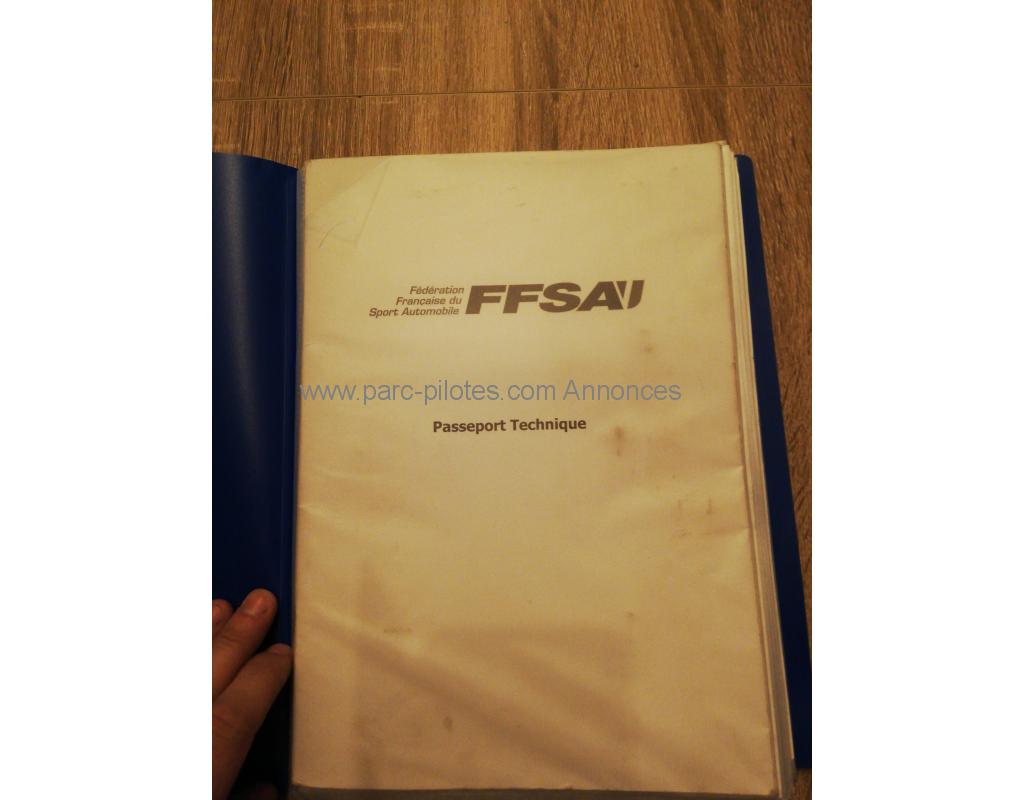 Fédération
Française du
Sport Automobile
FFSA
www.parc-pilotes.com Annonces
Passeport Technique